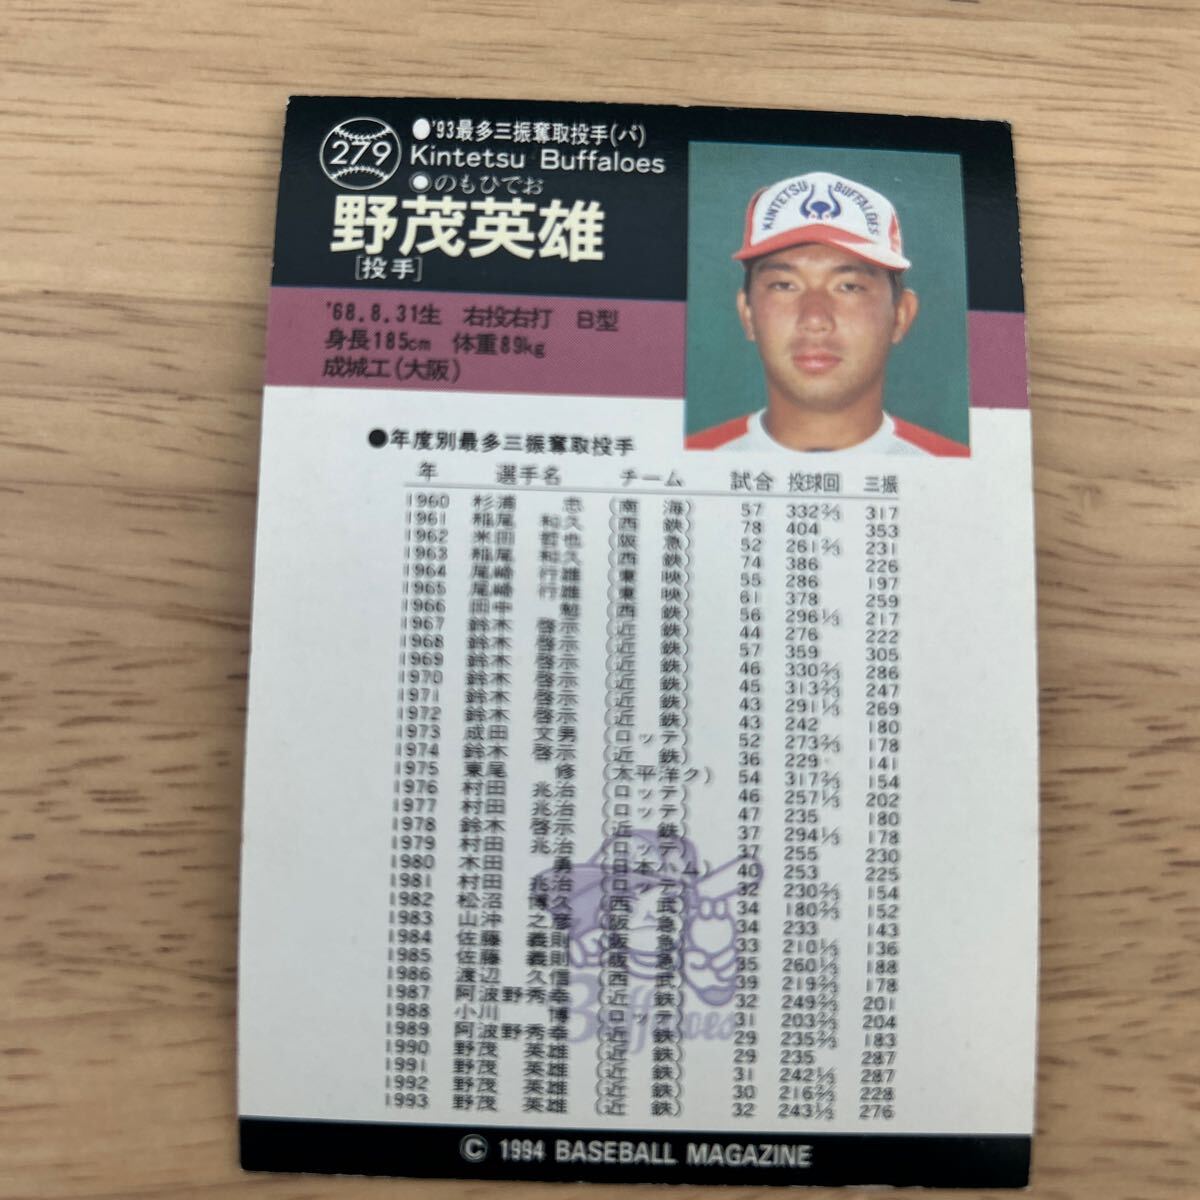 279
●'93最多三振奪取投手(パ)
Kintetsu Buffaloes
◉のもひでお
野茂英雄
[投手]
KINTETSU BUFFALOES
'68.8.31生 右投右打 B型
身長185cm 体重89kg
成城工(大阪)
●年度別最多三振奪取投手
年 選手名 チーム 試合 投球回 三振
1960 杉浦 忠 (南海) 57 332⅔ 317
1961 稲尾 和久 (西鉄) 78 404 353
1962 米田 哲也 (阪急) 52 261⅔ 231
1963 稲尾 和久 (西鉄) 74 386 226
1964 尾崎 行雄 (東映) 55 286 197
1965 尾崎 行雄 (東映) 61 378 259
1966 田中 勉 (西鉄) 56 296⅓ 217
1967 鈴木 啓示 (近鉄) 44 276 222
1968 鈴木 啓示 (近鉄) 57 359 305
1969 鈴木 啓示 (近鉄) 46 330⅔ 286
1970 鈴木 啓示 (近鉄) 45 313⅔ 247
1971 鈴木 啓示 (近鉄) 43 291⅓ 269
1972 鈴木 啓示 (近鉄) 43 242 180
1973 成田 文男 (ロッテ) 52 273⅔ 178
1974 鈴木 啓示 (近鉄) 36 229 141
1975 東尾 修 (太平洋ク) 54 317⅔ 154
1976 村田 兆治 (ロッテ) 46 257⅓ 202
1977 村田 兆治 (ロッテ) 47 235 180
1978 鈴木 啓示 (近鉄) 37 294⅓ 178
1979 村田 兆治 (ロッテ) 37 255 230
1980 木田 勇 (日本ハム) 40 253 225
1981 村田 兆治 (ロッテ) 32 230⅔ 154
1982 松沼 博久 (西武) 34 180⅔ 152
1983 山沖 之彦 (阪急) 34 233 143
1984 佐藤 義則 (阪急) 33 210⅓ 136
1985 佐藤 義則 (阪急) 35 260⅓ 188
1986 渡辺 久信 (西武) 39 219⅔ 178
1987 阿波野 秀幸 (近鉄) 32 249⅔ 201
1988 小川 博 (ロッテ) 31 203⅔ 204
1989 阿波野 秀幸 (近鉄) 29 235⅔ 183
1990 野茂 英雄 (近鉄) 29 235 287
1991 野茂 英雄 (近鉄) 31 242⅓ 287
1992 野茂 英雄 (近鉄) 30 216⅔ 228
1993 野茂 英雄 (近鉄) 32 243⅓ 276
Buffaloes
© 1994 BASEBALL MAGAZINE